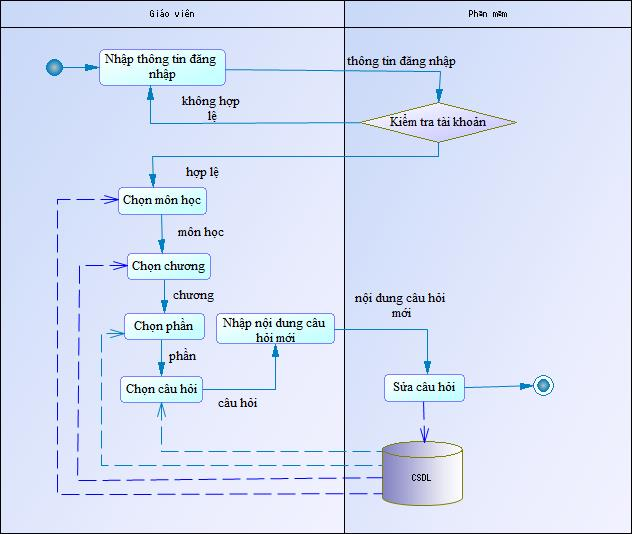 Giáo viên
Phần mềm
Nhập thông tin đăng
nhập
thông tin đăng nhập
không hợp
lệ
Kiểm tra tài khoản
hợp lệ
Chọn môn học
môn học
Chọn chương
chương
Chọn phần
Nhập nội dung câu
hỏi mới
nội dung câu hỏi
mới
phần
Chọn câu hỏi
câu hỏi
Sửa câu hỏi
CSDL